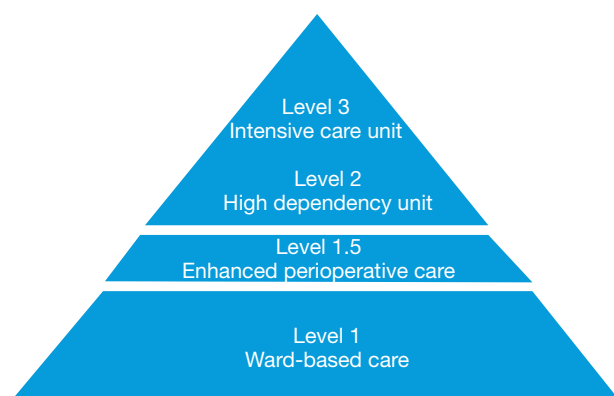 Level 3
Intensive care unit
Level 2
High dependency unit
Level 1.5
Enhanced perioperative care
Level 1
Ward-based care